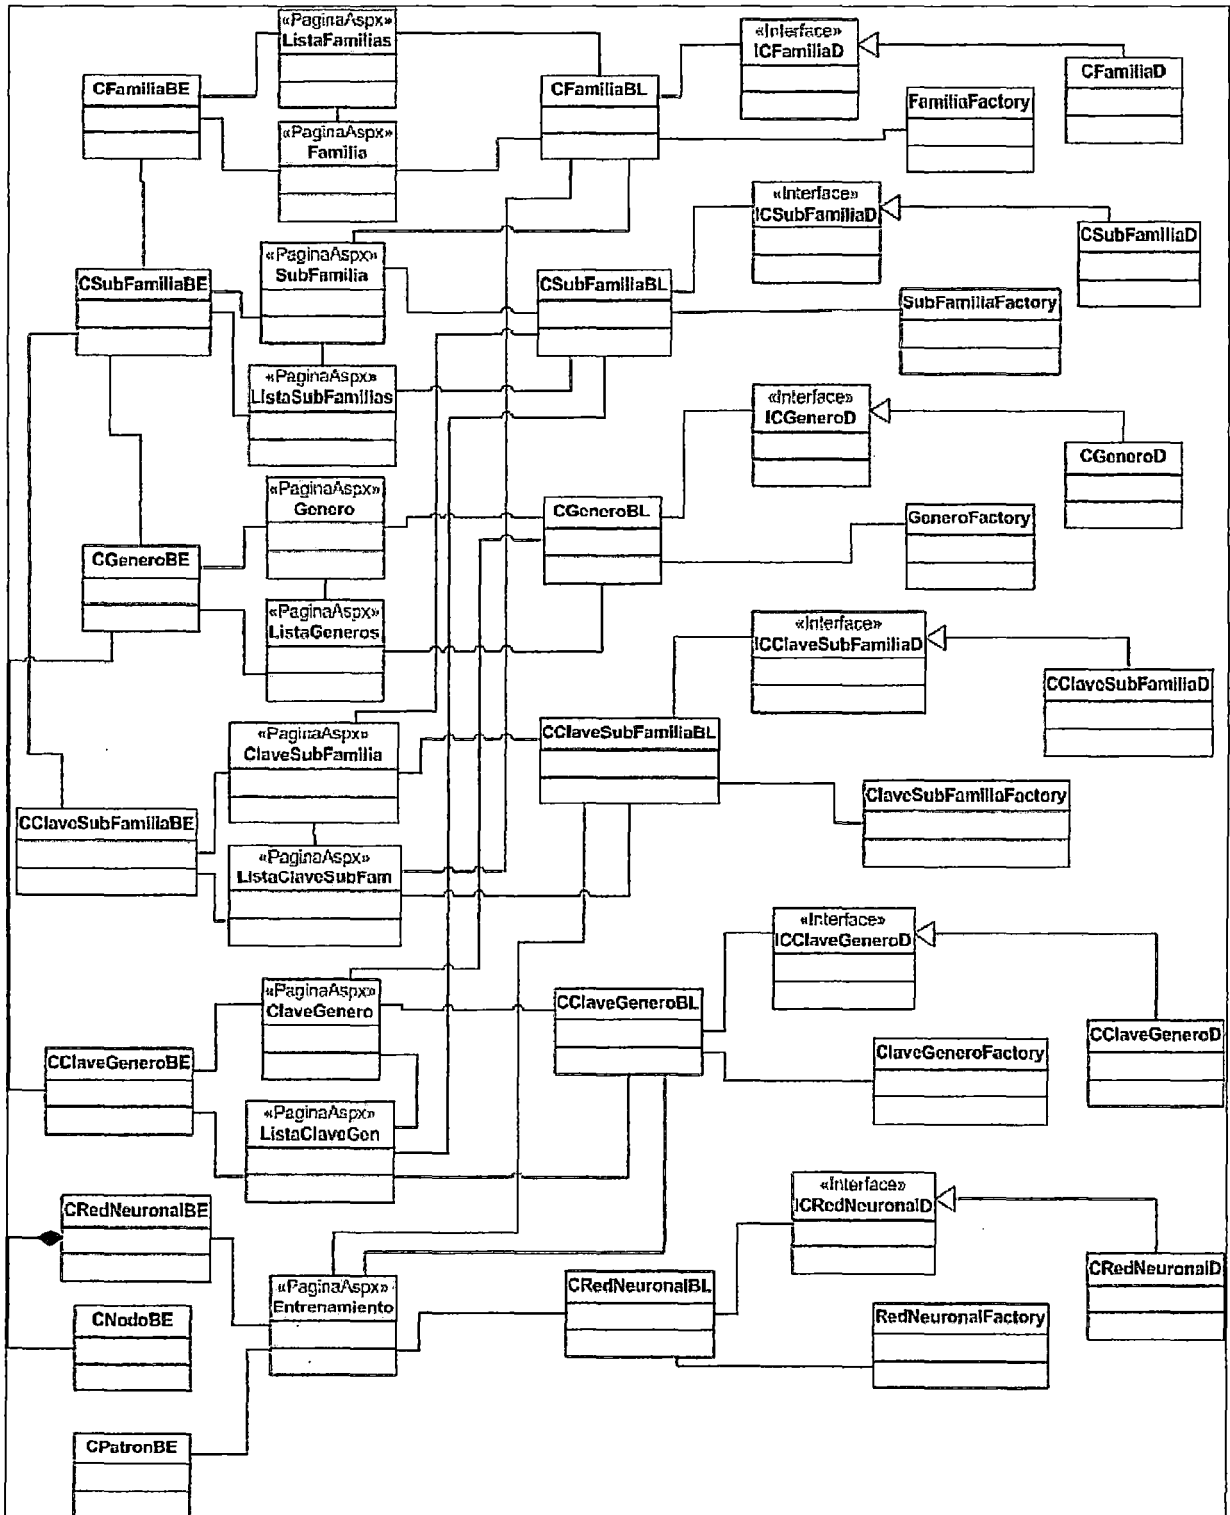 «PaginaAspx»
ListaFamilias
«Interface»
ICFamiliaD
CFamiliaD
CFamiliaBE
CFamiliaBL
FamiliaFactory
«PaginaAspx»
Familia
«Interface»
ICSubFamiliaD
CSubFamiliaD
«PaginaAspx»
SubFamilia
CSubFamiliaBE
CSubFamiliaBL
SubFamiliaFactory
«PaginaAspx»
ListaSubFamilias
«Interface»
ICGeneroD
CGeneroD
«PaginaAspx»
Genero
CGeneroBL
GeneroFactory
CGeneroBE
«PaginaAspx»
ListaGeneros
«Interface»
ICClaveSubFamiliaD
CClaveSubFamiliaD
«PaginaAspx»
ClaveSubFamilia
CClaveSubFamiliaBL
ClaveSubFamiliaFactory
CClaveSubFamiliaBE
«PaginaAspx»
ListaClaveSubFam
«Interface»
ICClaveGeneroD
«PaginaAspx»
ClaveGenero
CClaveGeneroBL
CClaveGeneroD
CClaveGeneroBE
ClaveGeneroFactory
«PaginaAspx»
ListaClaveGen
«Interface»
ICRedNeuronalD
CRedNeuronalBE
CRedNeuronalD
«PaginaAspx»
Entrenamiento
CRedNeuronalBL
CNodoBE
RedNeuronalFactory
CPatronBE